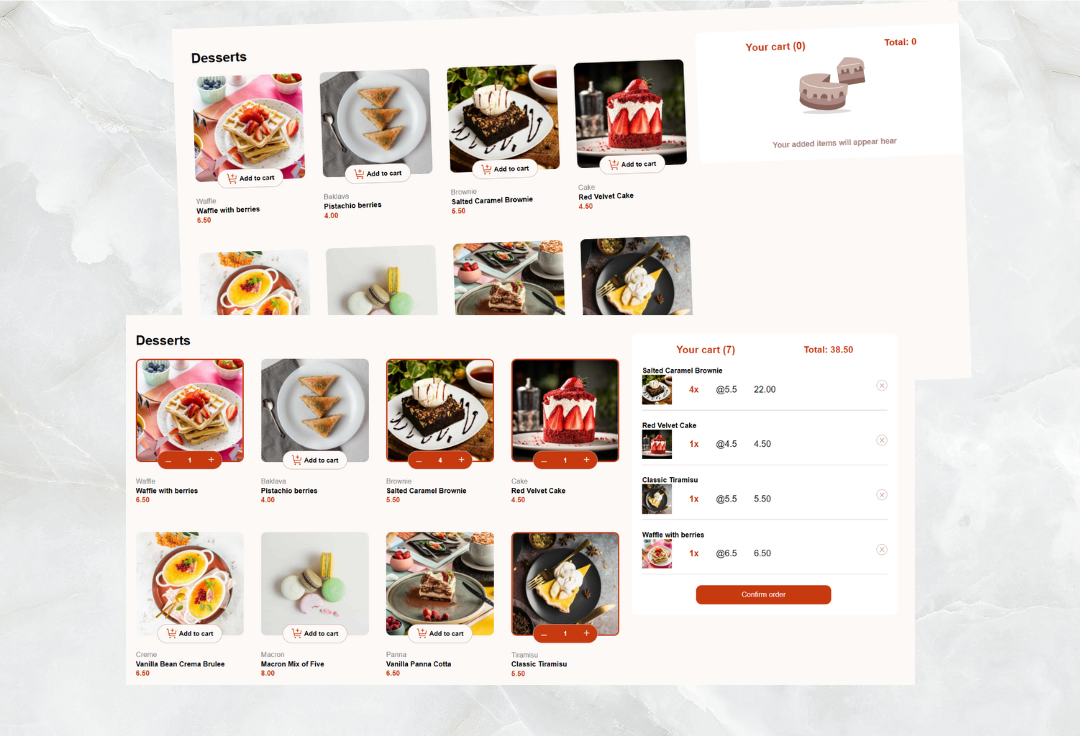 Desserts
Your cart (0) Total: 0
Your added items will appear hear
Add to cart Add to cart Add to cart Add to cart
Waffle Baklava Brownie Cake
Waffle with berries Pistachio berries Salted Caramel Brownie Red Velvet Cake
6.50 4.00 5.50 4.50
Desserts
− 1 + Add to cart − 4 + − 1 +
Waffle Baklava Brownie Cake
Waffle with berries Pistachio berries Salted Caramel Brownie Red Velvet Cake
6.50 4.00 5.50 4.50
Add to cart Add to cart Add to cart − 1 +
Creme Macron Panna Tiramisu
Vanilla Bean Crema Brulee Macron Mix of Five Vanilla Panna Cotta Classic Tiramisu
6.50 8.00 6.50 5.50
Your cart (7) Total: 38.50
Salted Caramel Brownie
4x @5.5 22.00
Red Velvet Cake
1x @4.5 4.50
Classic Tiramisu
1x @5.5 5.50
Waffle with berries
1x @6.5 6.50
Confirm order